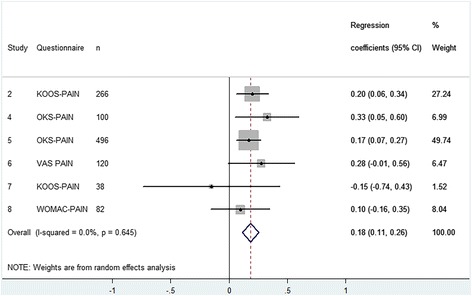 Regression %
Study Questionnaire n coefficients (95% CI) Weight
2 KOOS-PAIN 266 0.20 (0.06, 0.34) 27.24
4 OKS-PAIN 100 0.33 (0.05, 0.60) 6.99
5 OKS-PAIN 496 0.17 (0.07, 0.27) 49.74
6 VAS PAIN 120 0.28 (-0.01, 0.56) 6.47
7 KOOS-PAIN 38 -0.15 (-0.74, 0.43) 1.52
8 WOMAC-PAIN 82 0.10 (-0.16, 0.35) 8.04
Overall (I-squared = 0.0%, p = 0.645) 0.18 (0.11, 0.26) 100.00
NOTE: Weights are from random effects analysis
-1 -.5 0 .5 1